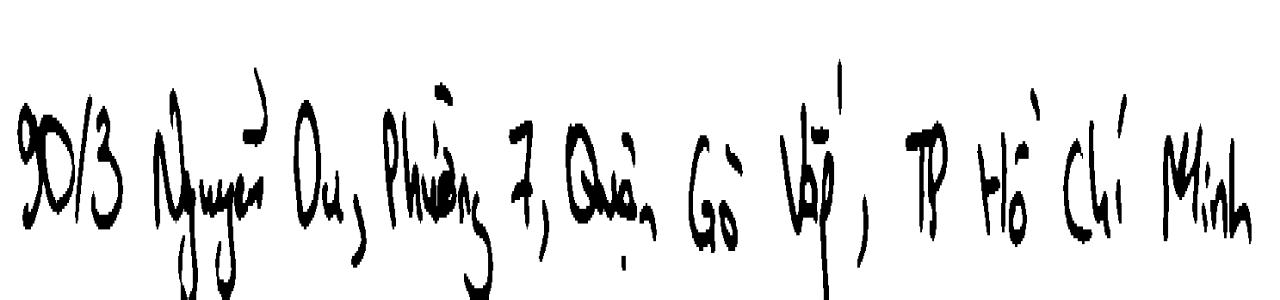 90/3 Nguyễn Du, Phường 7, Quận Gò Vấp, TP Hồ Chí Minh